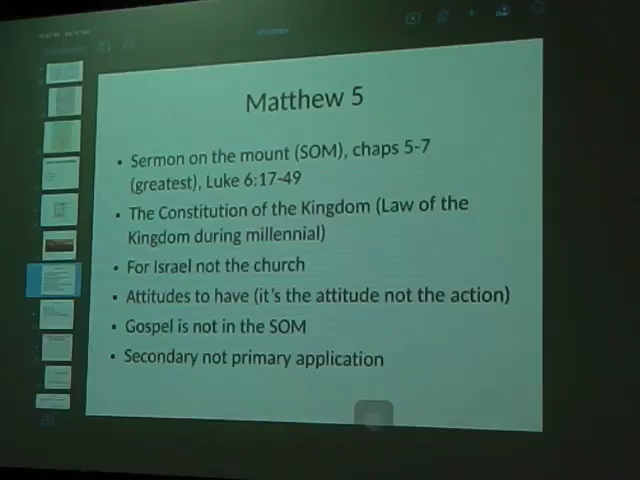 Matthew 5
• Sermon on the mount (SOM), chaps 5-7
(greatest), Luke 6:17-49
• The Constitution of the Kingdom (Law of the
Kingdom during millennial)
• For Israel not the church
• Attitudes to have (it's the attitude not the action)
• Gospel is not in the SOM
• Secondary not primary application